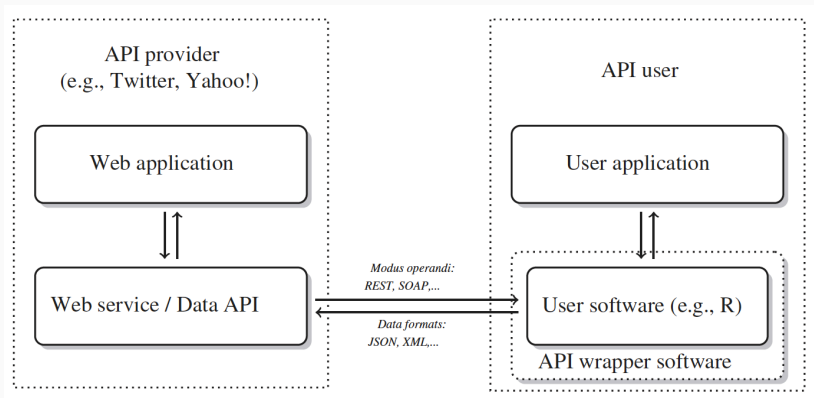 API provider
(e.g., Twitter, Yahoo!)
Web application
Web service / Data API
Modus operandi:
REST, SOAP,...
Data formats:
JSON, XML,...
API user
User application
User software (e.g., R)
API wrapper software